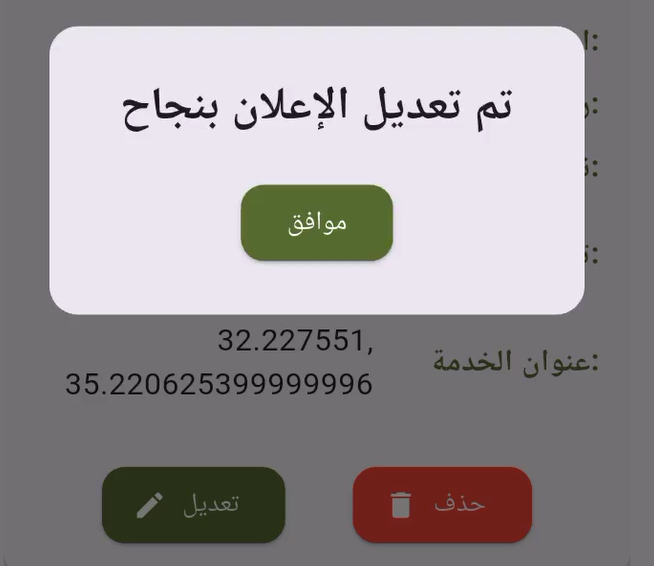 تم تعديل الإعلان بنجاح
موافق
عنوان الخدمة:
32.227551,
35.220625399999996
حذف
تعديل